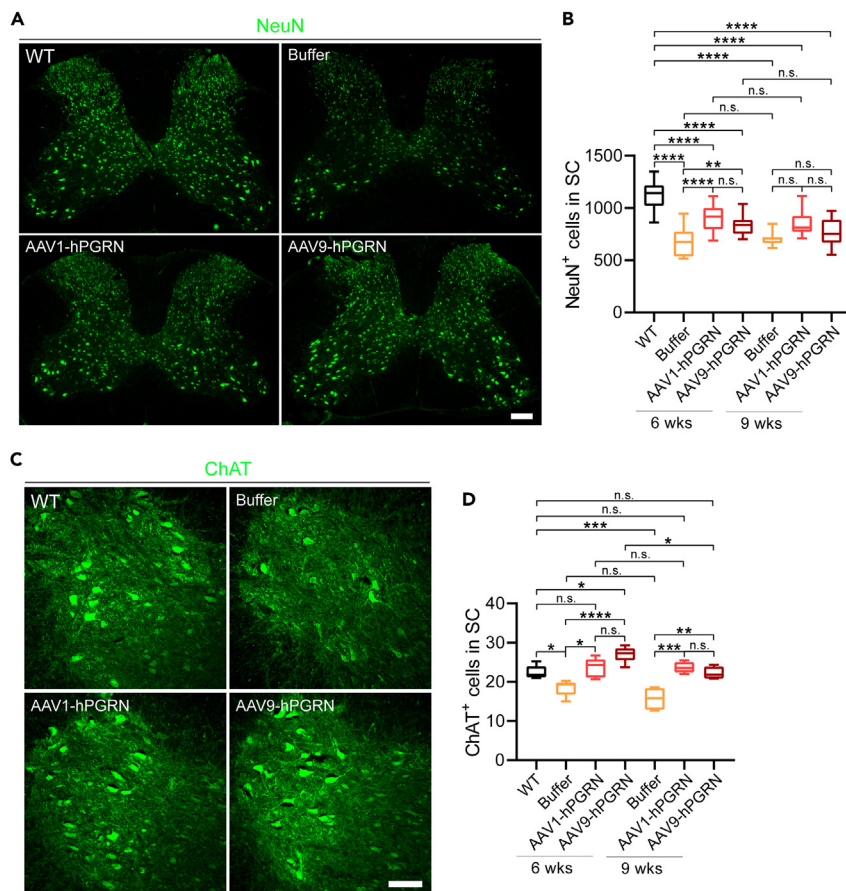 A
NeuN
WT
Buffer
AAV1-hPGRN
AAV9-hPGRN
B
****
****
****
n.s.
n.s.
n.s.
****
****
****
**
n.s.
****
n.s.
n.s.
n.s.
1500
1000
500
0
NeuN+ cells in SC
WT
Buffer
AAV1-hPGRN
AAV9-hPGRN
Buffer
AAV1-hPGRN
AAV9-hPGRN
6 wks
9 wks
C
ChAT
WT
Buffer
AAV1-hPGRN
AAV9-hPGRN
D
n.s.
n.s.
***
*
n.s.
n.s.
*
n.s.
****
**
n.s.
*
*
***
n.s.
40
30
20
10
0
ChAT+ cells in SC
WT
Buffer
AAV1-hPGRN
AAV9-hPGRN
Buffer
AAV1-hPGRN
AAV9-hPGRN
6 wks
9 wks